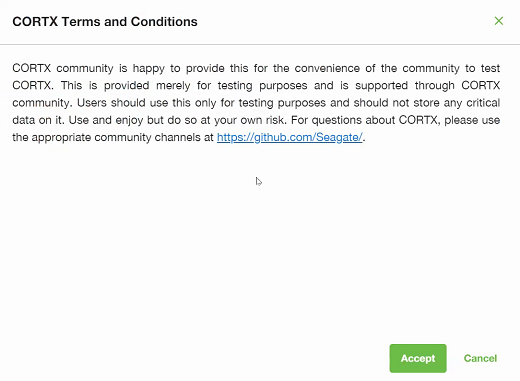 CORTX Terms and Conditions
CORTX community is happy to provide this for the convenience of the community to test
CORTX. This is provided merely for testing purposes and is supported through CORTX
community. Users should use this only for testing purposes and should not store any critical
data on it. Use and enjoy but do so at your own risk. For questions about CORTX, please use
the appropriate community channels at https://github.com/Seagate/.
Accept Cancel